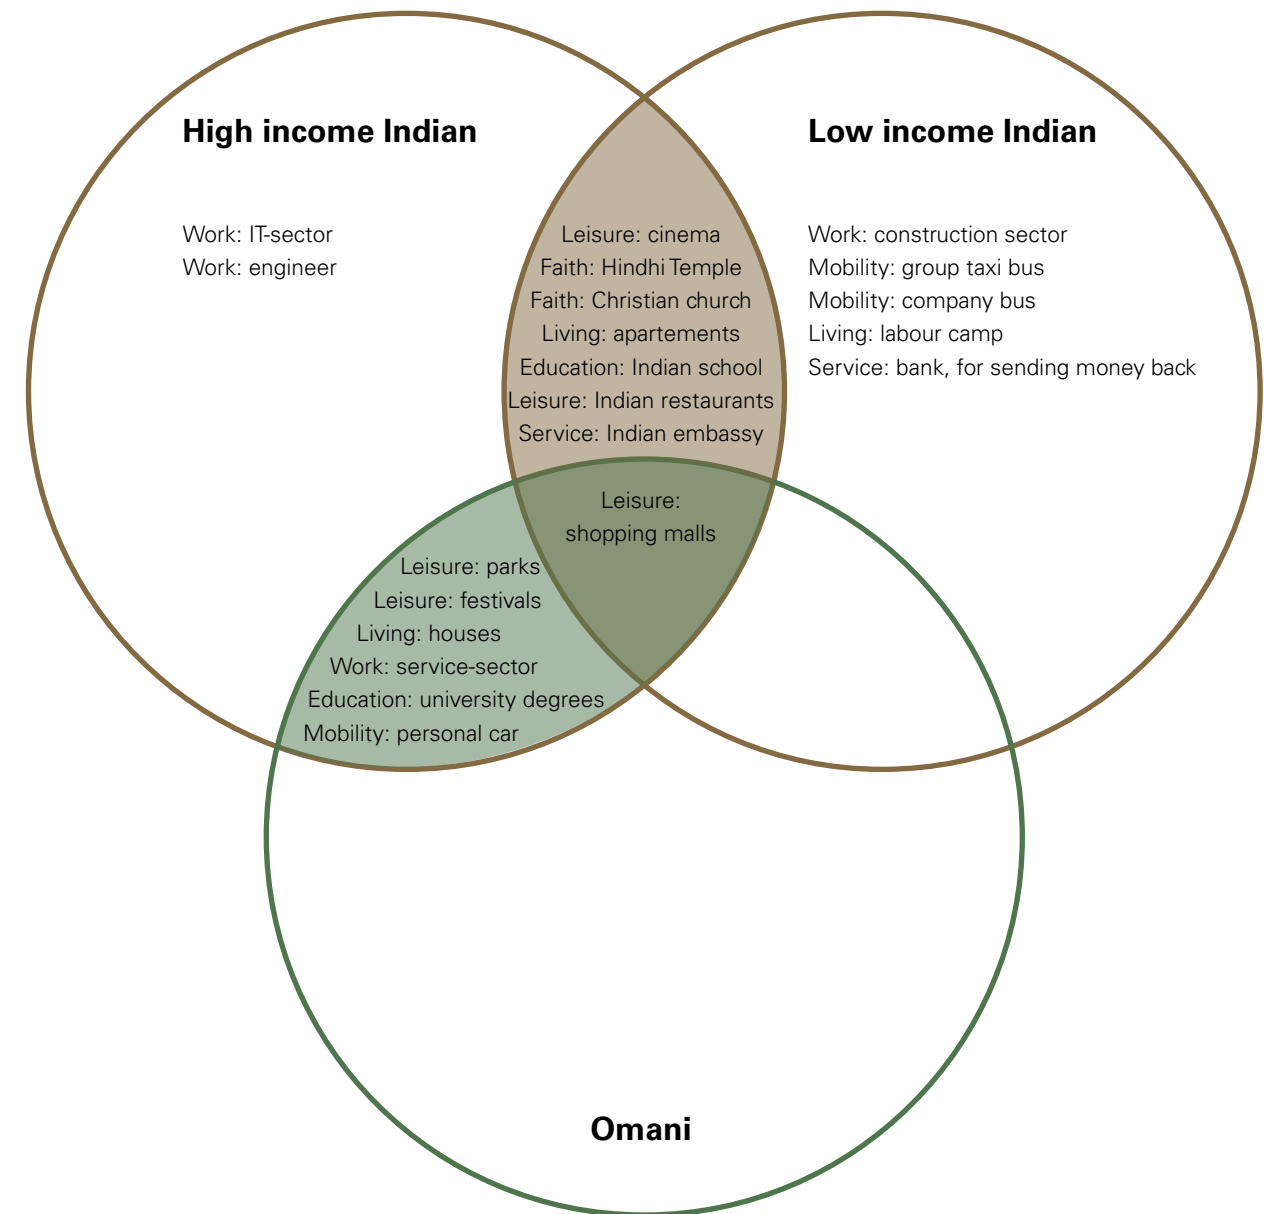 High income Indian
Work: IT-sector
Work: engineer
Low income Indian
Work: construction sector
Mobility: group taxi bus
Mobility: company bus
Living: labour camp
Service: bank, for sending money back
Leisure: cinema
Faith: Hindhi Temple
Faith: Christian church
Living: apartements
Education: Indian school
Leisure: Indian restaurants
Service: Indian embassy
Leisure:
shopping malls
Leisure: parks
Leisure: festivals
Living: houses
Work: service-sector
Education: university degrees
Mobility: personal car
Omani